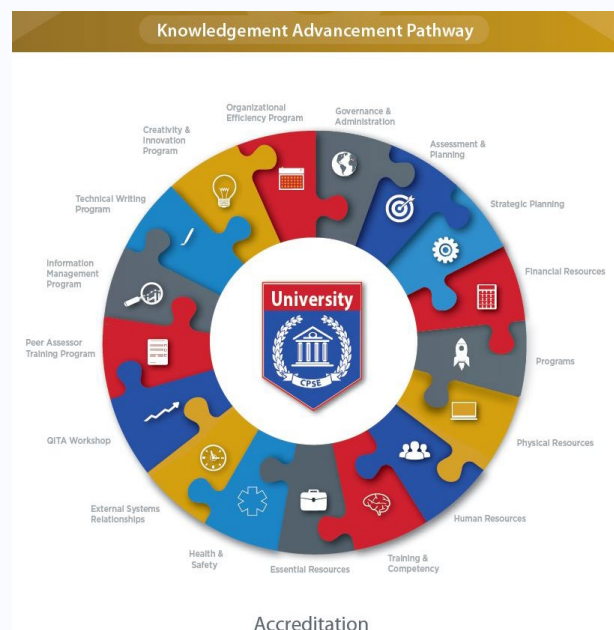 Knowledgement Advancement Pathway
Organizational
Efficiency Program
Governance &
Administration
Creativity &
Innovation
Program
Assessment &
Planning
Technical Writing
Program
Strategic Planning
Information
Management
Program
Financial Resources
University
CPSE
Peer Assessor
Training Program
Programs
QITA Workshop
Physical Resources
External Systems
Relationships
Human Resources
Health &
Safety
Essential Resources
Training &
Competency
Accreditation